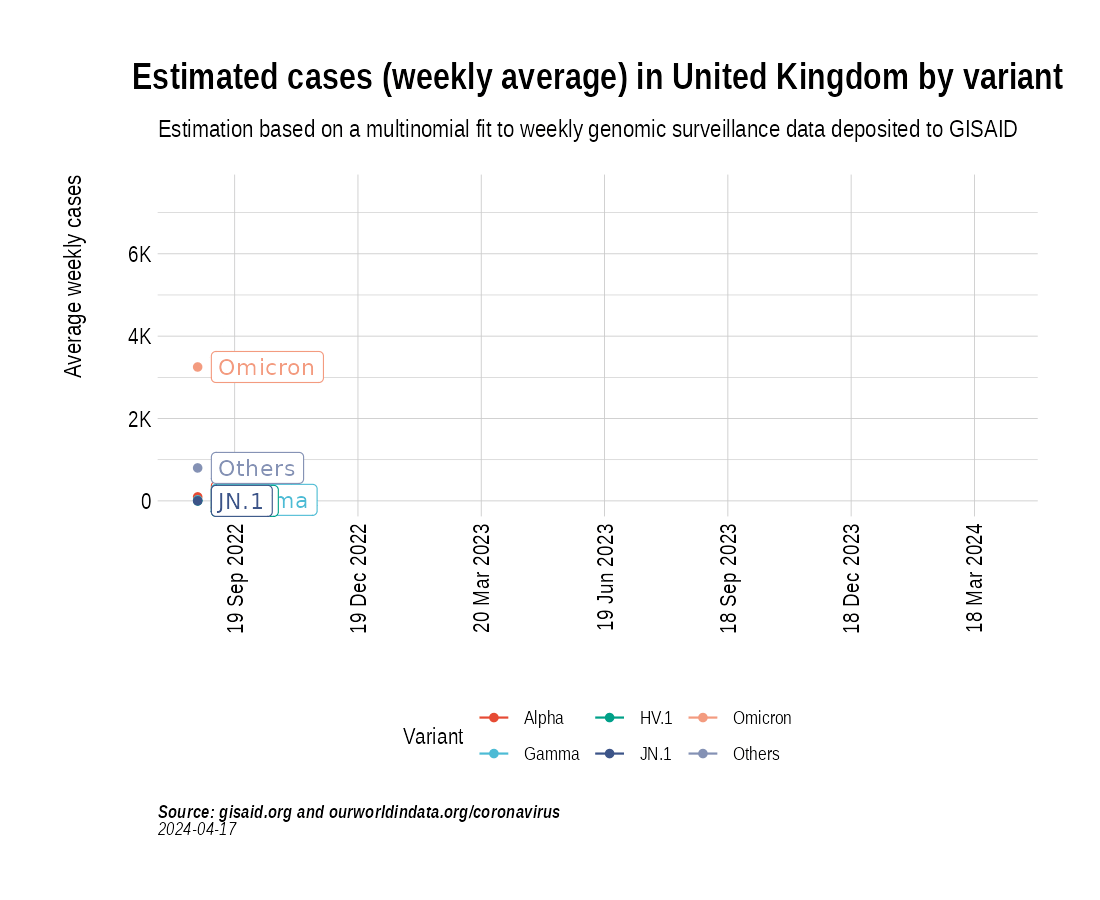 Estimated cases (weekly average) in United Kingdom by variant
Estimation based on a multinomial fit to weekly genomic surveillance data deposited to GISAID
Average weekly cases
6K
4K
2K
0
Omicron
Others
JN.1
19 Sep 2022
19 Dec 2022
20 Mar 2023
19 Jun 2023
18 Sep 2023
18 Dec 2023
18 Mar 2024
Variant
Alpha
HV.1
Omicron
Gamma
JN.1
Others
Source: gisaid.org and ourworldindata.org/coronavirus
2024-04-17